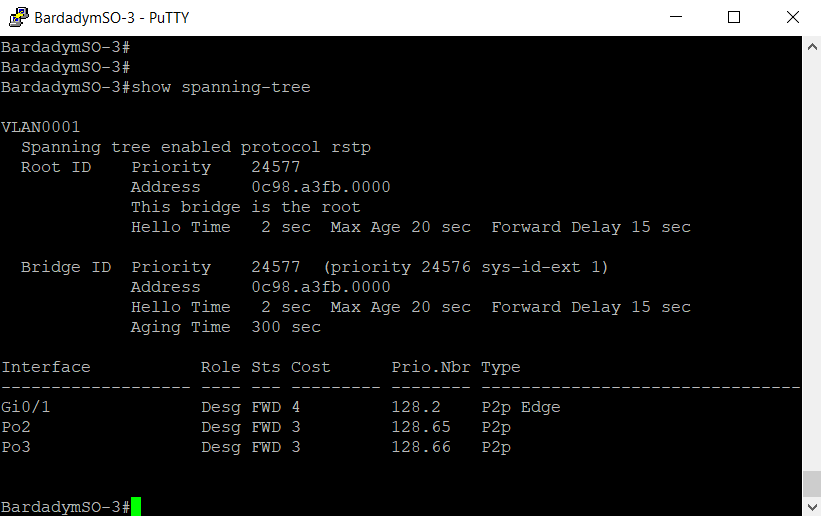 BardadymSO-3 - PuTTY
BardadymSO-3#
BardadymSO-3#
BardadymSO-3#show spanning-tree
VLAN0001
  Spanning tree enabled protocol rstp
  Root ID    Priority    24577
             Address     0c98.a3fb.0000
             This bridge is the root
             Hello Time   2 sec  Max Age 20 sec  Forward Delay 15 sec
  Bridge ID  Priority    24577  (priority 24576 sys-id-ext 1)
             Address     0c98.a3fb.0000
             Hello Time   2 sec  Max Age 20 sec  Forward Delay 15 sec
             Aging Time  300 sec
Interface           Role Sts Cost      Prio.Nbr Type
------------------- ---- --- --------- -------- --------------------------------
Gi0/1               Desg FWD 4         128.2    P2p Edge
Po2                 Desg FWD 3         128.65   P2p
Po3                 Desg FWD 3         128.66   P2p
BardadymSO-3#